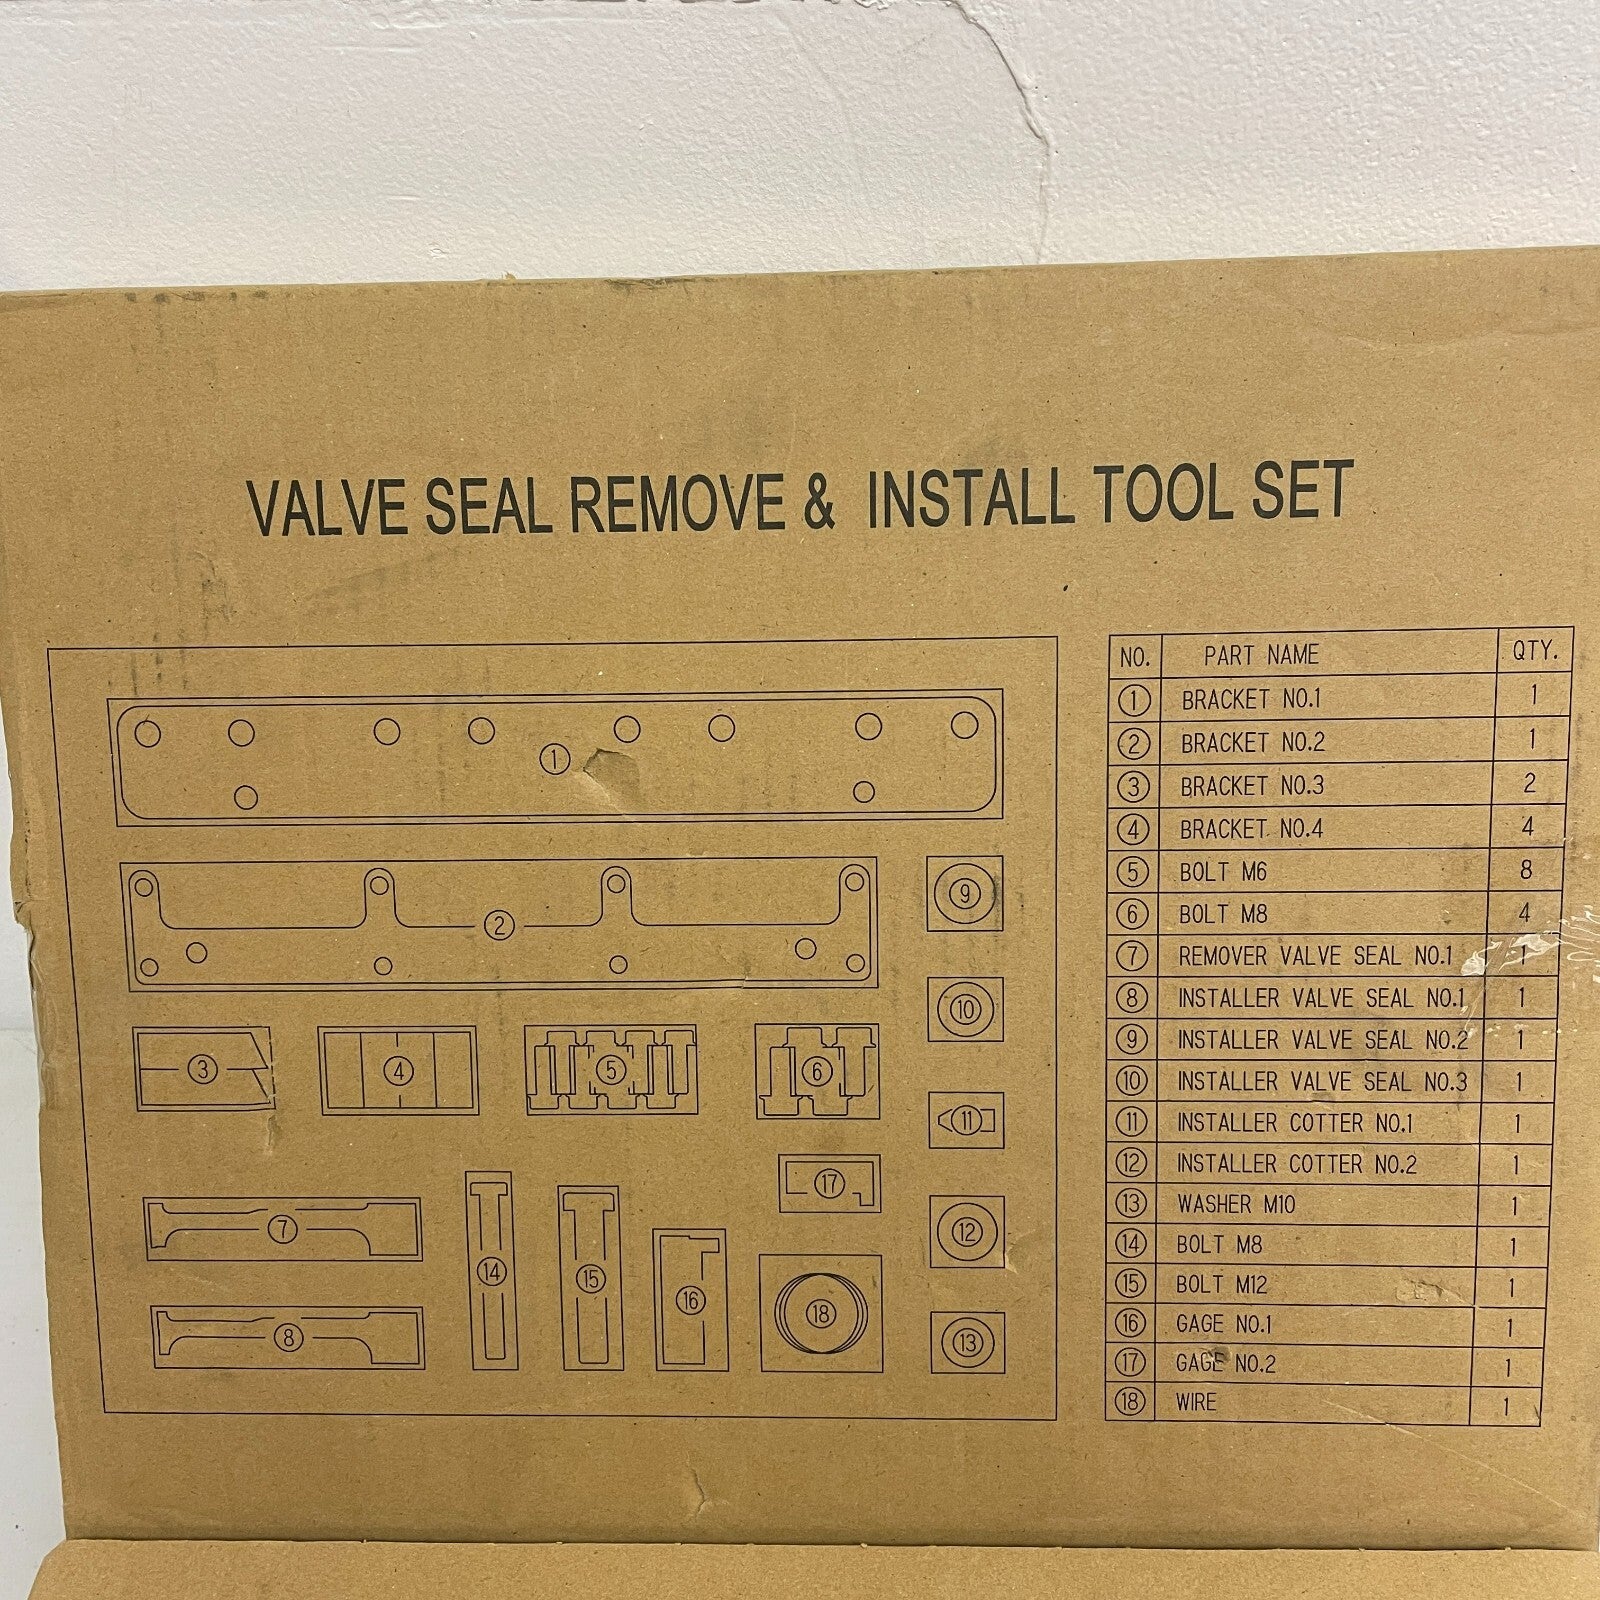 VALVE SEAL REMOVE & INSTALL TOOL SET
NO. PART NAME QTY.
① BRACKET NO.1 1
② BRACKET NO.2 1
③ BRACKET NO.3 2
④ BRACKET NO.4 4
⑤ BOLT M6 8
⑥ BOLT M8 4
⑦ REMOVER VALVE SEAL NO.1 1
⑧ INSTALLER VALVE SEAL NO.1 1
⑨ INSTALLER VALVE SEAL NO.2 1
⑩ INSTALLER VALVE SEAL NO.3 1
⑪ INSTALLER COTTER NO.1 1
⑫ INSTALLER COTTER NO.2 1
⑬ WASHER M10 1
⑭ BOLT M8 1
⑮ BOLT M12 1
⑯ GAGE NO.1 1
⑰ GAGE NO.2 1
⑱ WIRE 1
①
②
⑨
⑩
③ ④ ⑤ ⑥
⑪
⑰
⑦
⑫
⑭ ⑮ ⑯ ⑱
⑧
⑬